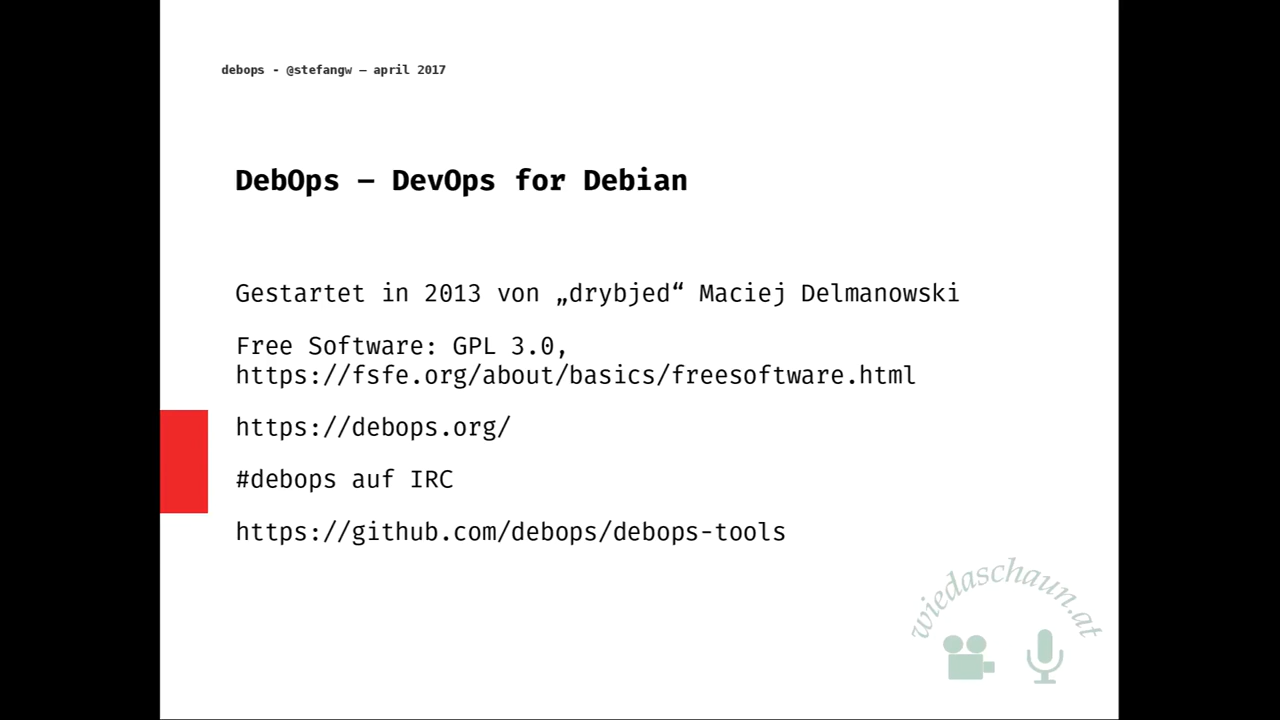 debops - @stefangw – april 2017
DebOps – DevOps for Debian
Gestartet in 2013 von „drybjed“ Maciej Delmanowski
Free Software: GPL 3.0,
https://fsfe.org/about/basics/freesoftware.html
https://debops.org/
#debops auf IRC
https://github.com/debops/debops-tools
wiedaschaun.at